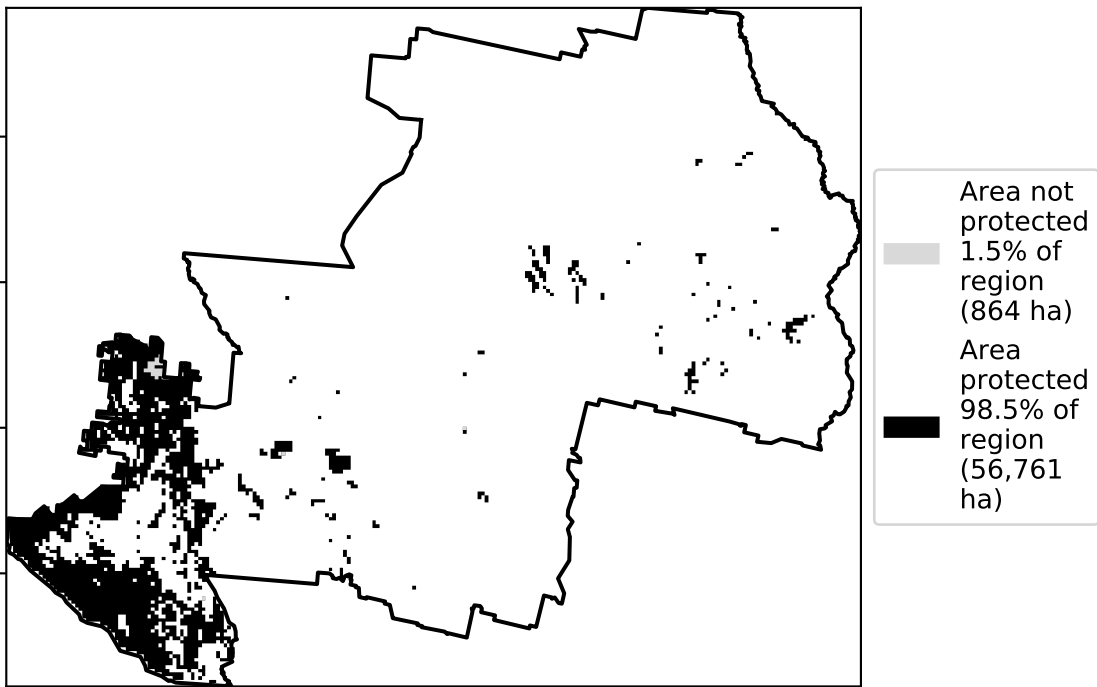 Area not
protected
1.5% of
region
(864 ha)
Area
protected
98.5% of
region
(56,761
ha)